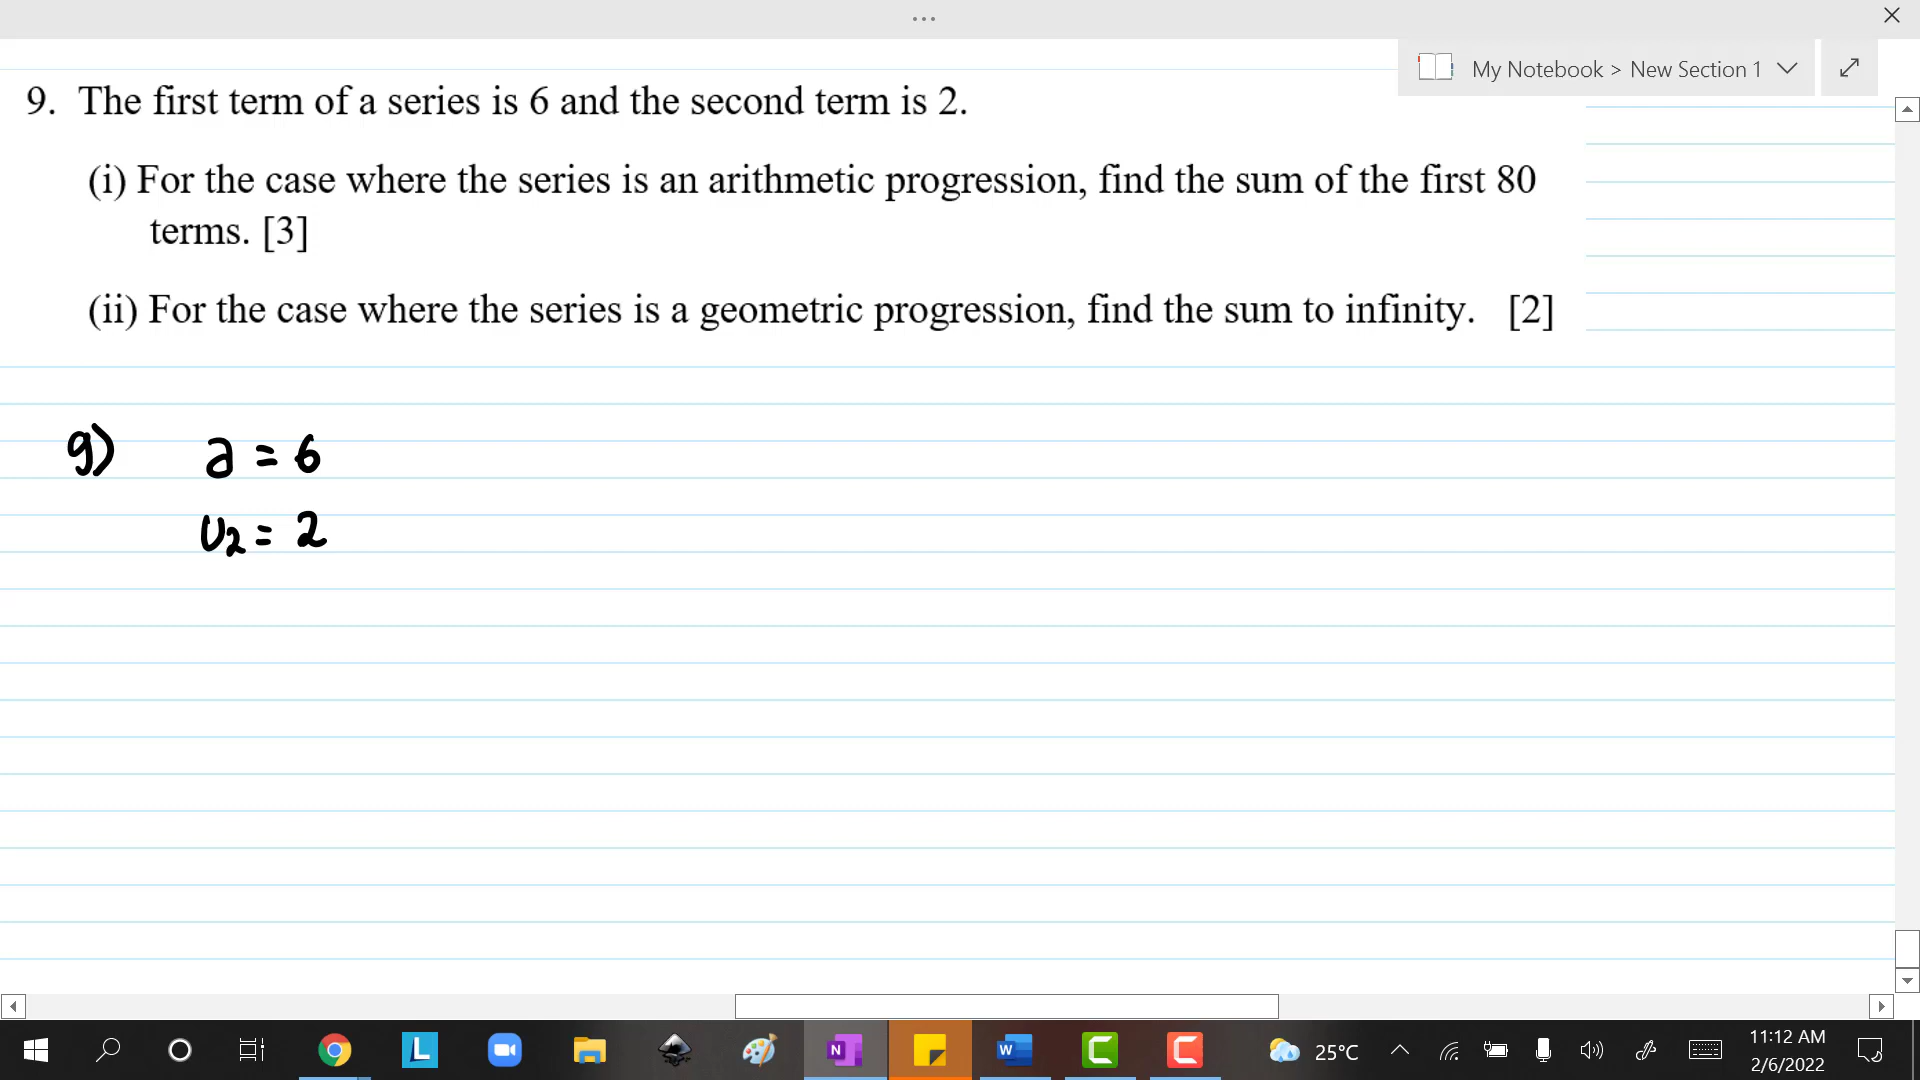 My Notebook > New Section 1
9. The first term of a series is 6 and the second term is 2.
(i) For the case where the series is an arithmetic progression, find the sum of the first 80
terms. [3]
(ii) For the case where the series is a geometric progression, find the sum to infinity. [2]
9) a = 6
U2 = 2
L
N
W
25°C
11:12 AM
2/6/2022